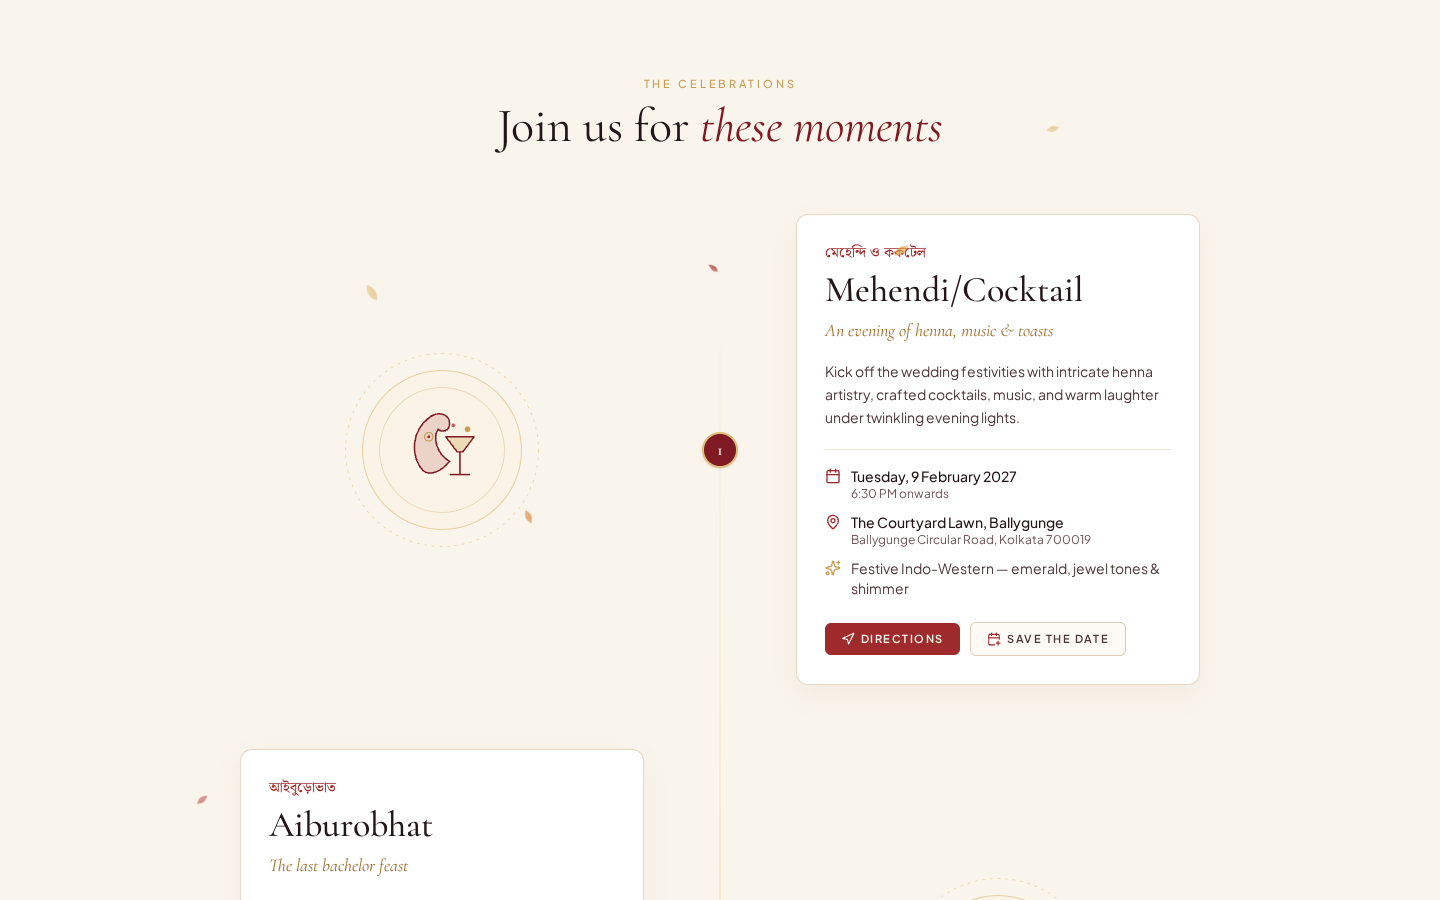 THE CELEBRATIONS
Join us for these moments
মেহেন্দি ও ককটেল
Mehendi/Cocktail
An evening of henna, music & toasts
Kick off the wedding festivities with intricate henna
artistry, crafted cocktails, music, and warm laughter
under twinkling evening lights.
I
Tuesday, 9 February 2027
6:30 PM onwards
The Courtyard Lawn, Ballygunge
Ballygunge Circular Road, Kolkata 700019
Festive Indo-Western — emerald, jewel tones &
shimmer
DIRECTIONS
SAVE THE DATE
আইবুড়োভাত
Aiburobhat
The last bachelor feast